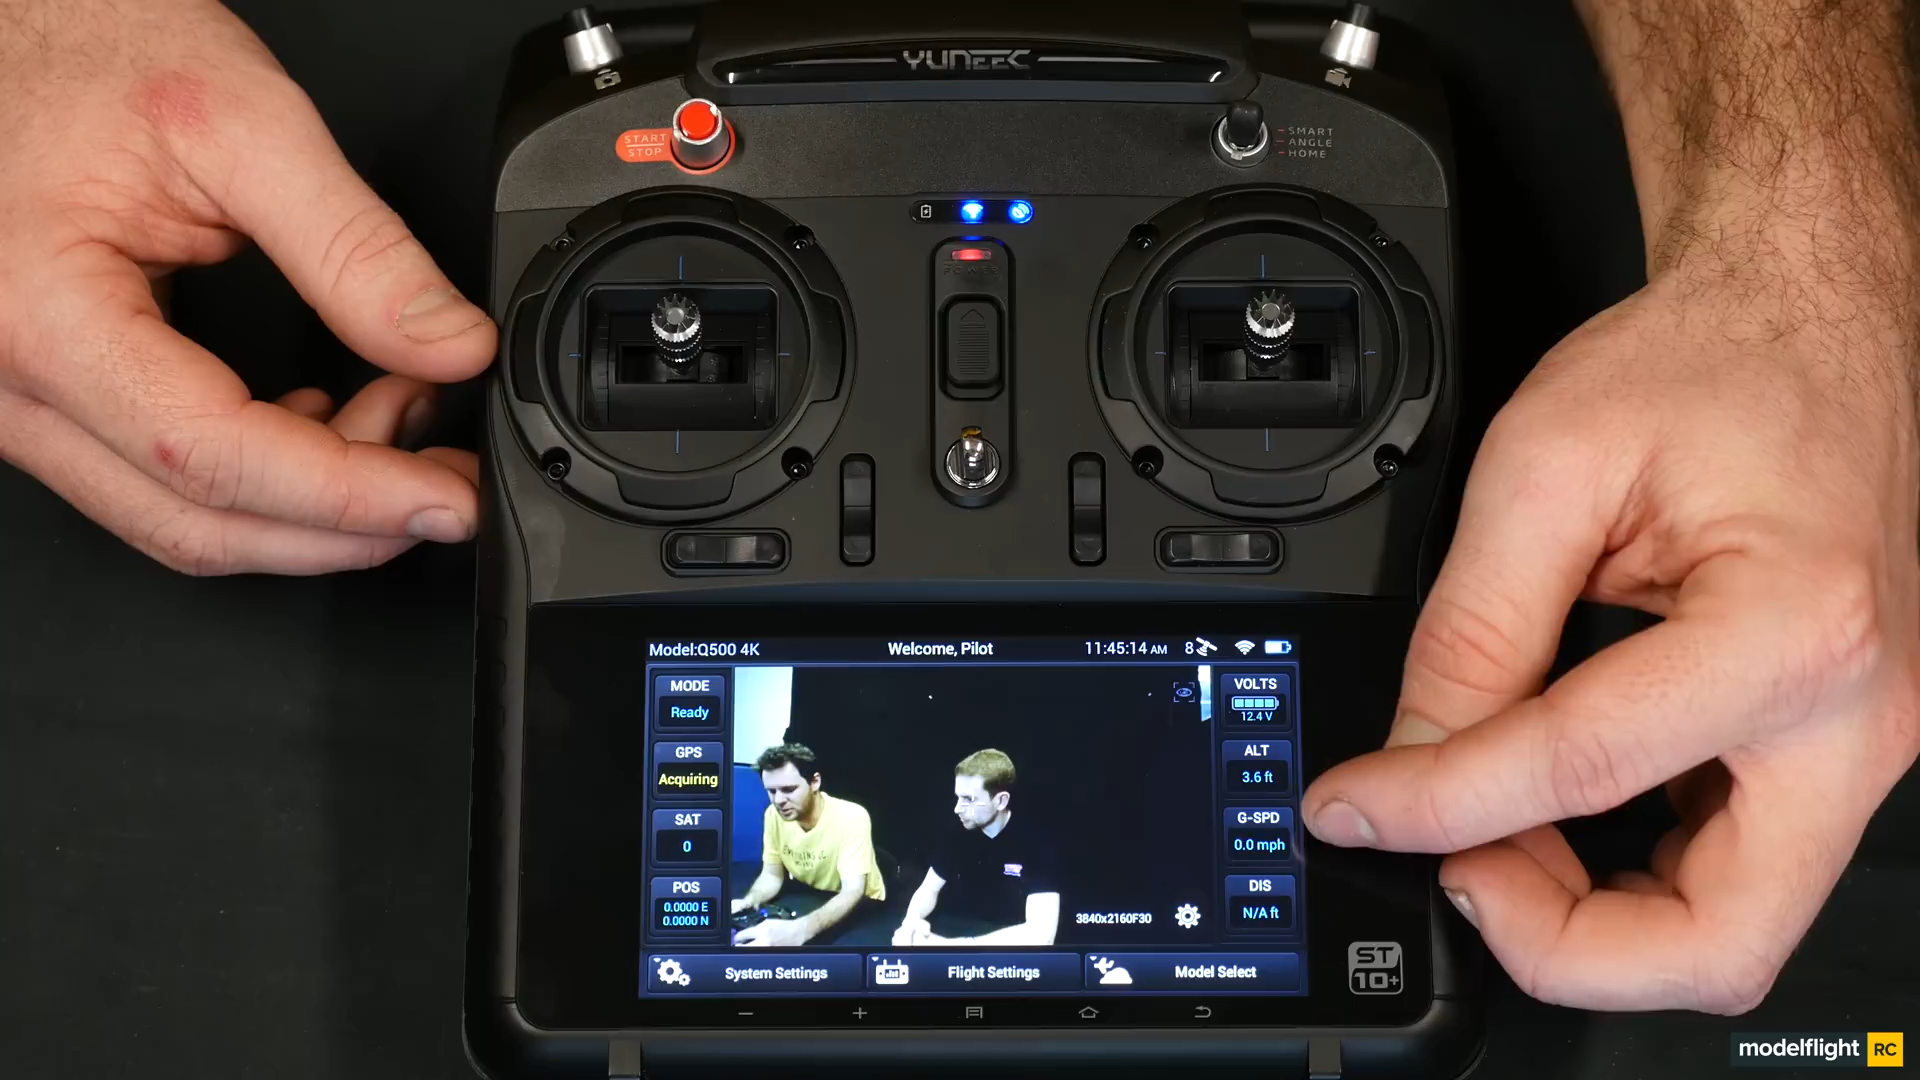 YUNEEC
START
STOP
SMART
ANGLE
HOME
POWER
Model:Q500 4K
Welcome, Pilot
11:45:14 AM
8
MODE
Ready
GPS
Acquiring
SAT
0
POS
0.0000 E
0.0000 N
VOLTS
12.4 V
ALT
3.6 ft
G-SPD
0.0 mph
DIS
N/A ft
3840x2160F30
System Settings
Flight Settings
Model Select
ST
10+
modelflight RC